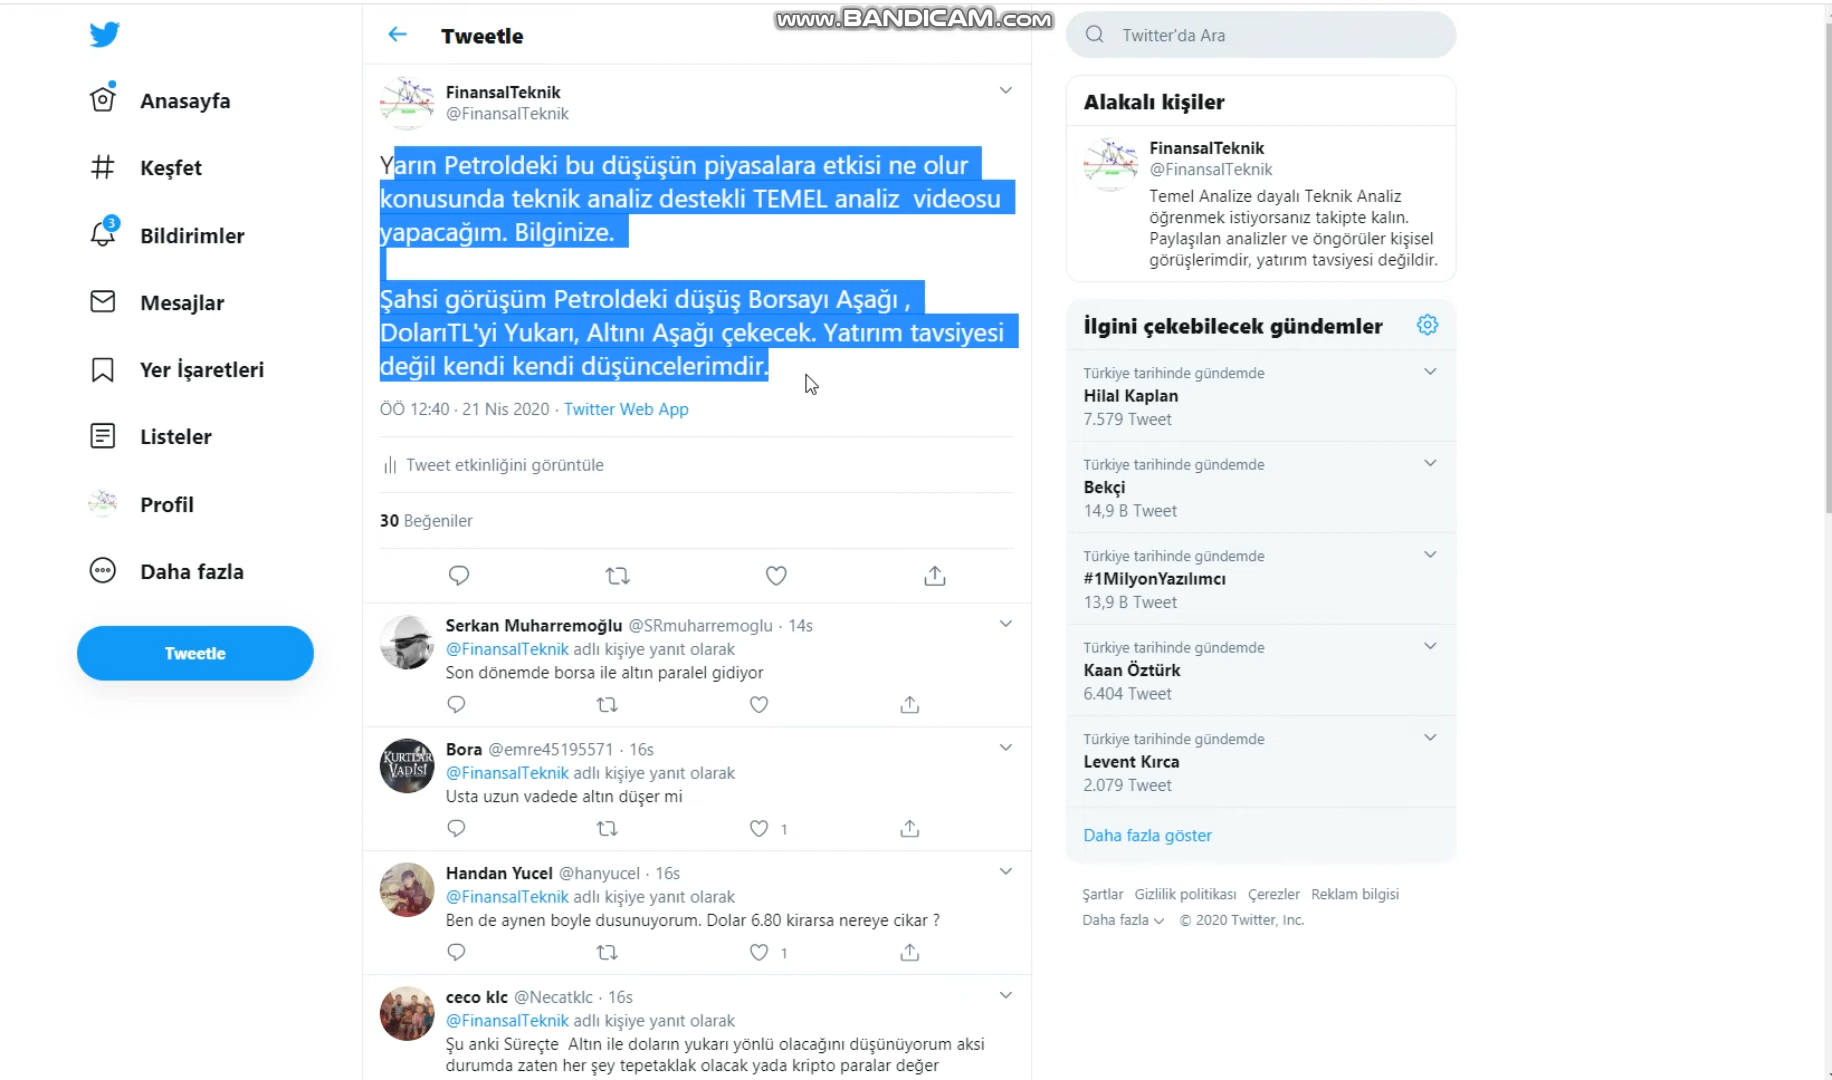 www.BANDICAM.com
Anasayfa
Keşfet
3
Bildirimler
Mesajlar
Yer İşaretleri
Listeler
Profil
Daha fazla
Tweetle
Tweetle
FinansalTeknik
@FinansalTeknik
Yarın Petroldeki bu düşüşün piyasalara etkisi ne olur
konusunda teknik analiz destekli TEMEL analiz  videosu
yapacağım. Bilginize.
Şahsi görüşüm Petroldeki düşüş Borsayı Aşağı ,
DolarıTL'yi Yukarı, Altını Aşağı çekecek. Yatırım tavsiyesi
değil kendi kendi düşüncelerimdir.
ÖÖ 12:40 · 21 Nis 2020 · Twitter Web App
Tweet etkinliğini görüntüle
30 Beğeniler
Serkan Muharremoğlu @SRmuharremoglu · 14s
@FinansalTeknik adlı kişiye yanıt olarak
Son dönemde borsa ile altın paralel gidiyor
KURTLAR
VADİSİ
Bora @emre45195571 · 16s
@FinansalTeknik adlı kişiye yanıt olarak
Usta uzun vadede altın düşer mi
1
Handan Yucel @hanyucel · 16s
@FinansalTeknik adlı kişiye yanıt olarak
Ben de aynen boyle dusunuyorum. Dolar 6.80 kirarsa nereye cikar ?
1
ceco klc @Necatklc · 16s
@FinansalTeknik adlı kişiye yanıt olarak
Şu anki Süreçte  Altın ile doların yukarı yönlü olacağını düşünüyorum aksi
durumda zaten her şey tepetaklak olacak yada kripto paralar değer
Twitter'da Ara
Alakalı kişiler
FinansalTeknik
@FinansalTeknik
Temel Analize dayalı Teknik Analiz
öğrenmek istiyorsanız takipte kalın.
Paylaşılan analizler ve öngörüler kişisel
görüşlerimdir, yatırım tavsiyesi değildir.
İlgini çekebilecek gündemler
Türkiye tarihinde gündemde
Hilal Kaplan
7.579 Tweet
Türkiye tarihinde gündemde
Bekçi
14,9 B Tweet
Türkiye tarihinde gündemde
#1MilyonYazılımcı
13,9 B Tweet
Türkiye tarihinde gündemde
Kaan Öztürk
6.404 Tweet
Türkiye tarihinde gündemde
Levent Kırca
2.079 Tweet
Daha fazla göster
Şartlar Gizlilik politikası Çerezler Reklam bilgisi
Daha fazla © 2020 Twitter, Inc.